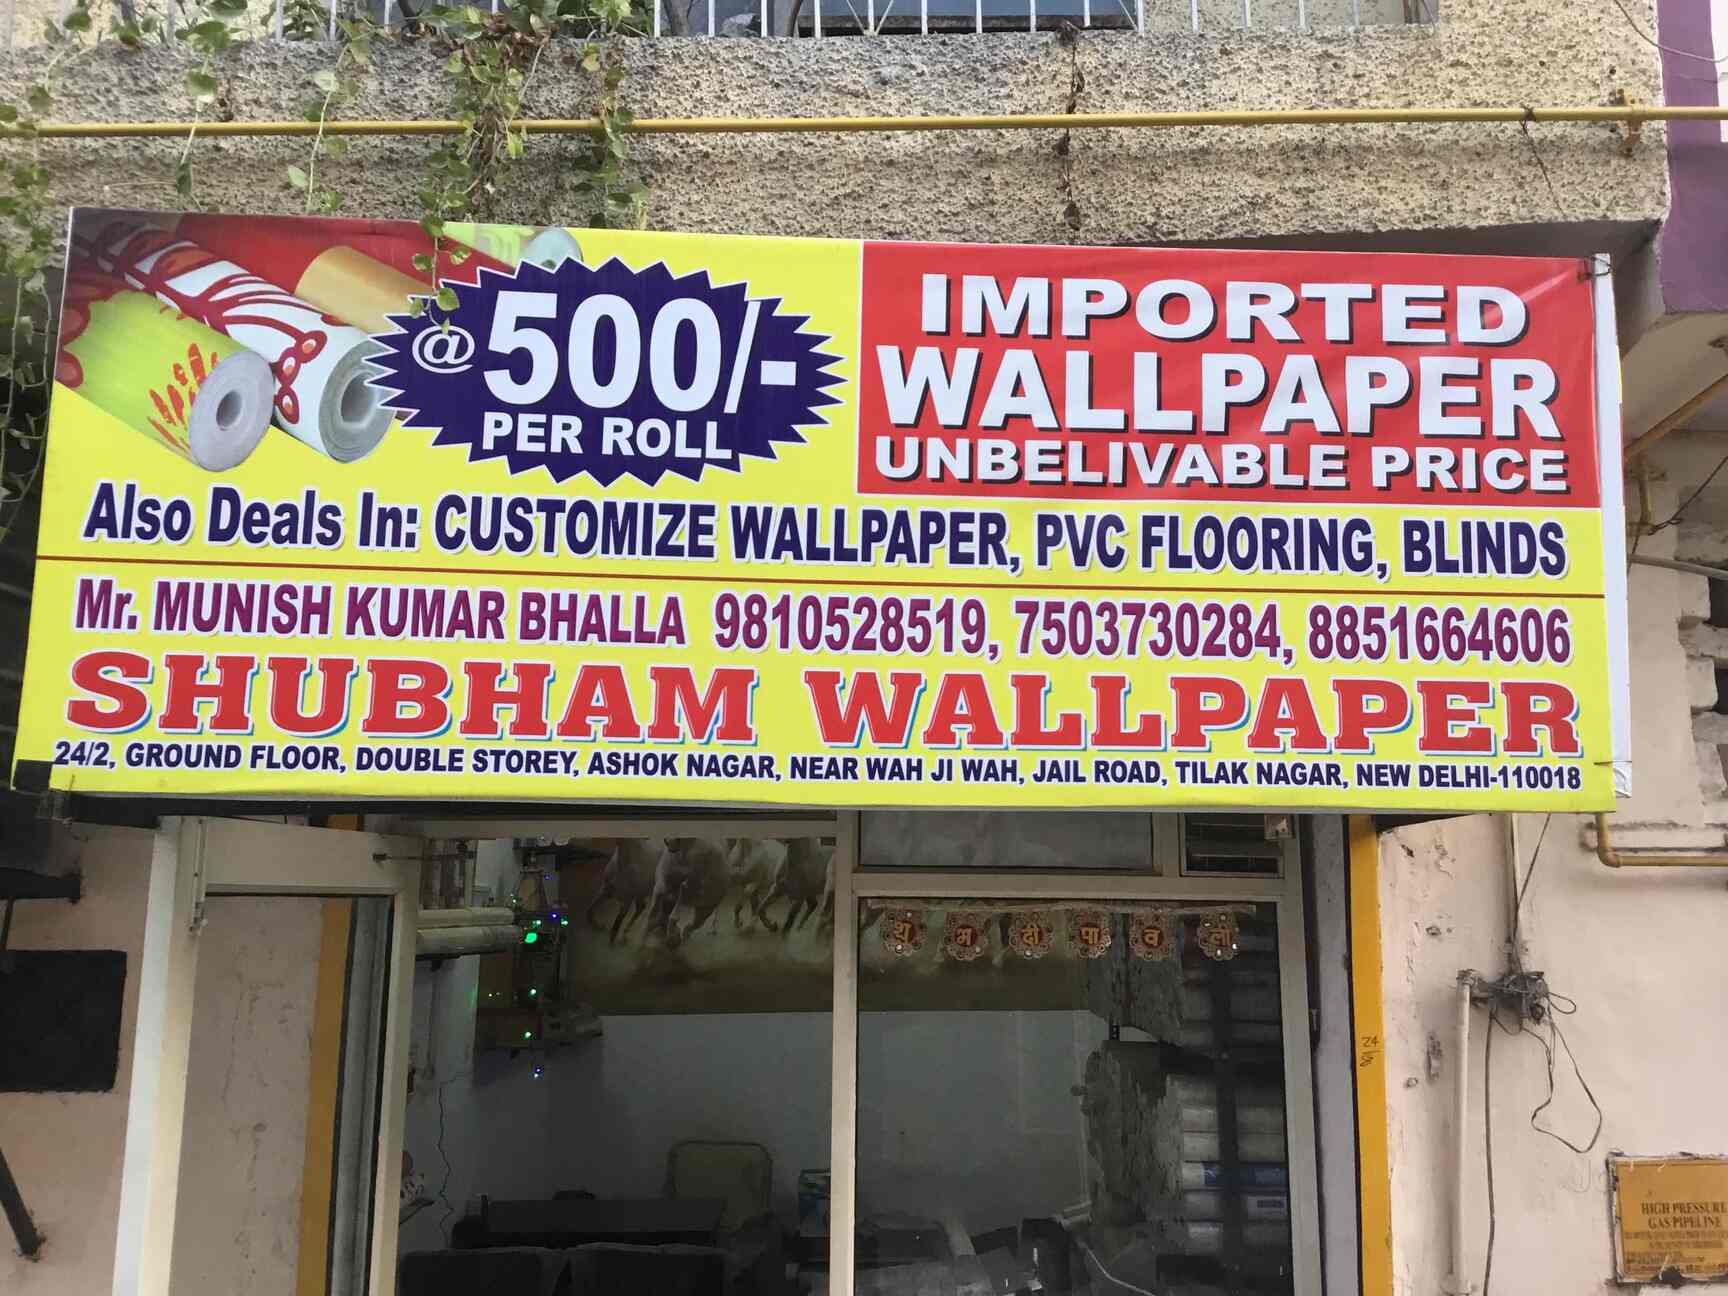 @ 500/-
PER ROLL
IMPORTED
WALLPAPER
UNBELIVABLE PRICE
Also Deals In: CUSTOMIZE WALLPAPER, PVC FLOORING, BLINDS
Mr. MUNISH KUMAR BHALLA 9810528519, 7503730284, 8851664606
SHUBHAM WALLPAPER
24/2, GROUND FLOOR, DOUBLE STOREY, ASHOK NAGAR, NEAR WAH JI WAH, JAIL ROAD, TILAK NAGAR, NEW DELHI-110018
भ दी पा व ली
24
HIGH PRESSURE
GAS PIPELINE